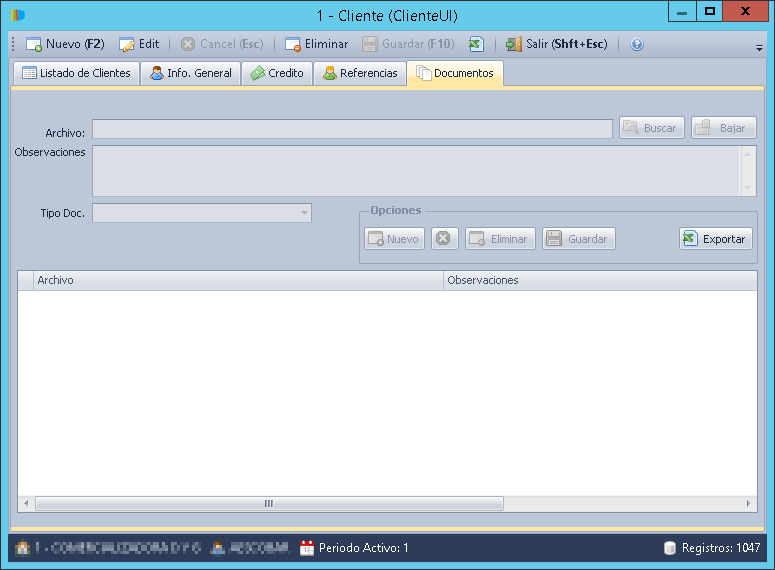 1 - Cliente (ClienteUI)
Nuevo (F2) Edit Cancel (Esc) Eliminar Guardar (F10) Salir (Shft+Esc)
Listado de Clientes Info. General Credito Referencias Documentos
Archivo: Buscar Bajar
Observaciones
Tipo Doc.
Opciones
Nuevo Eliminar Guardar Exportar
Archivo Observaciones
Periodo Activo: 1 Registros: 1047